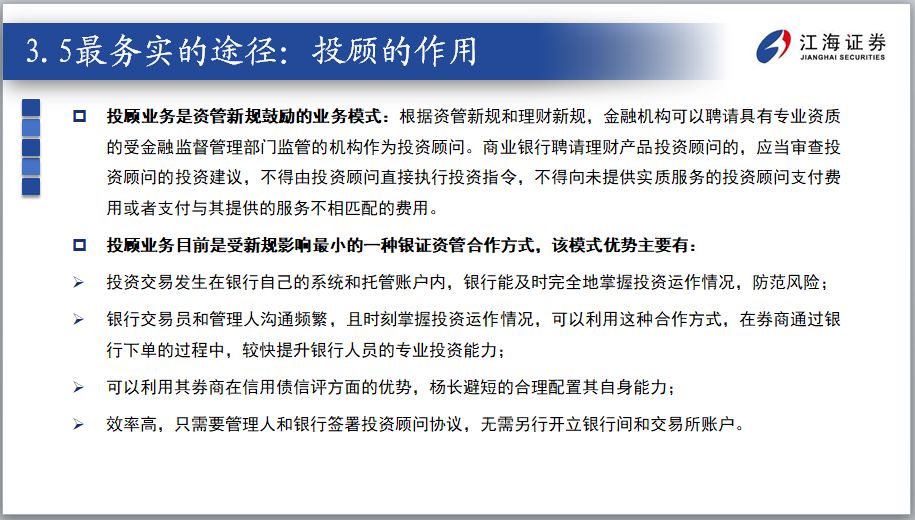 3.5最务实的途径：投顾的作用
江海证券
JIANGHAI SECURITIES
投顾业务是资管新规鼓励的业务模式：根据资管新规和理财新规，金融机构可以聘请具有专业资质
的受金融监督管理部门监管的机构作为投资顾问。商业银行聘请理财产品投资顾问的，应当审查投
资顾问的投资建议，不得由投资顾问直接执行投资指令，不得向未提供实质服务的投资顾问支付费
用或者支付与其提供的服务不相匹配的费用。
投顾业务目前是受新规影响最小的一种银证资管合作方式，该模式优势主要有：
投资交易发生在银行自己的系统和托管账户内，银行能及时完全地掌握投资运作情况，防范风险；
银行交易员和管理人沟通频繁，且时刻掌握投资运作情况，可以利用这种合作方式，在券商通过银
行下单的过程中，较快提升银行人员的专业投资能力；
可以利用其券商在信用债信评方面的优势，杨长避短的合理配置其自身能力；
效率高，只需要管理人和银行签署投资顾问协议，无需另行开立银行间和交易所账户。